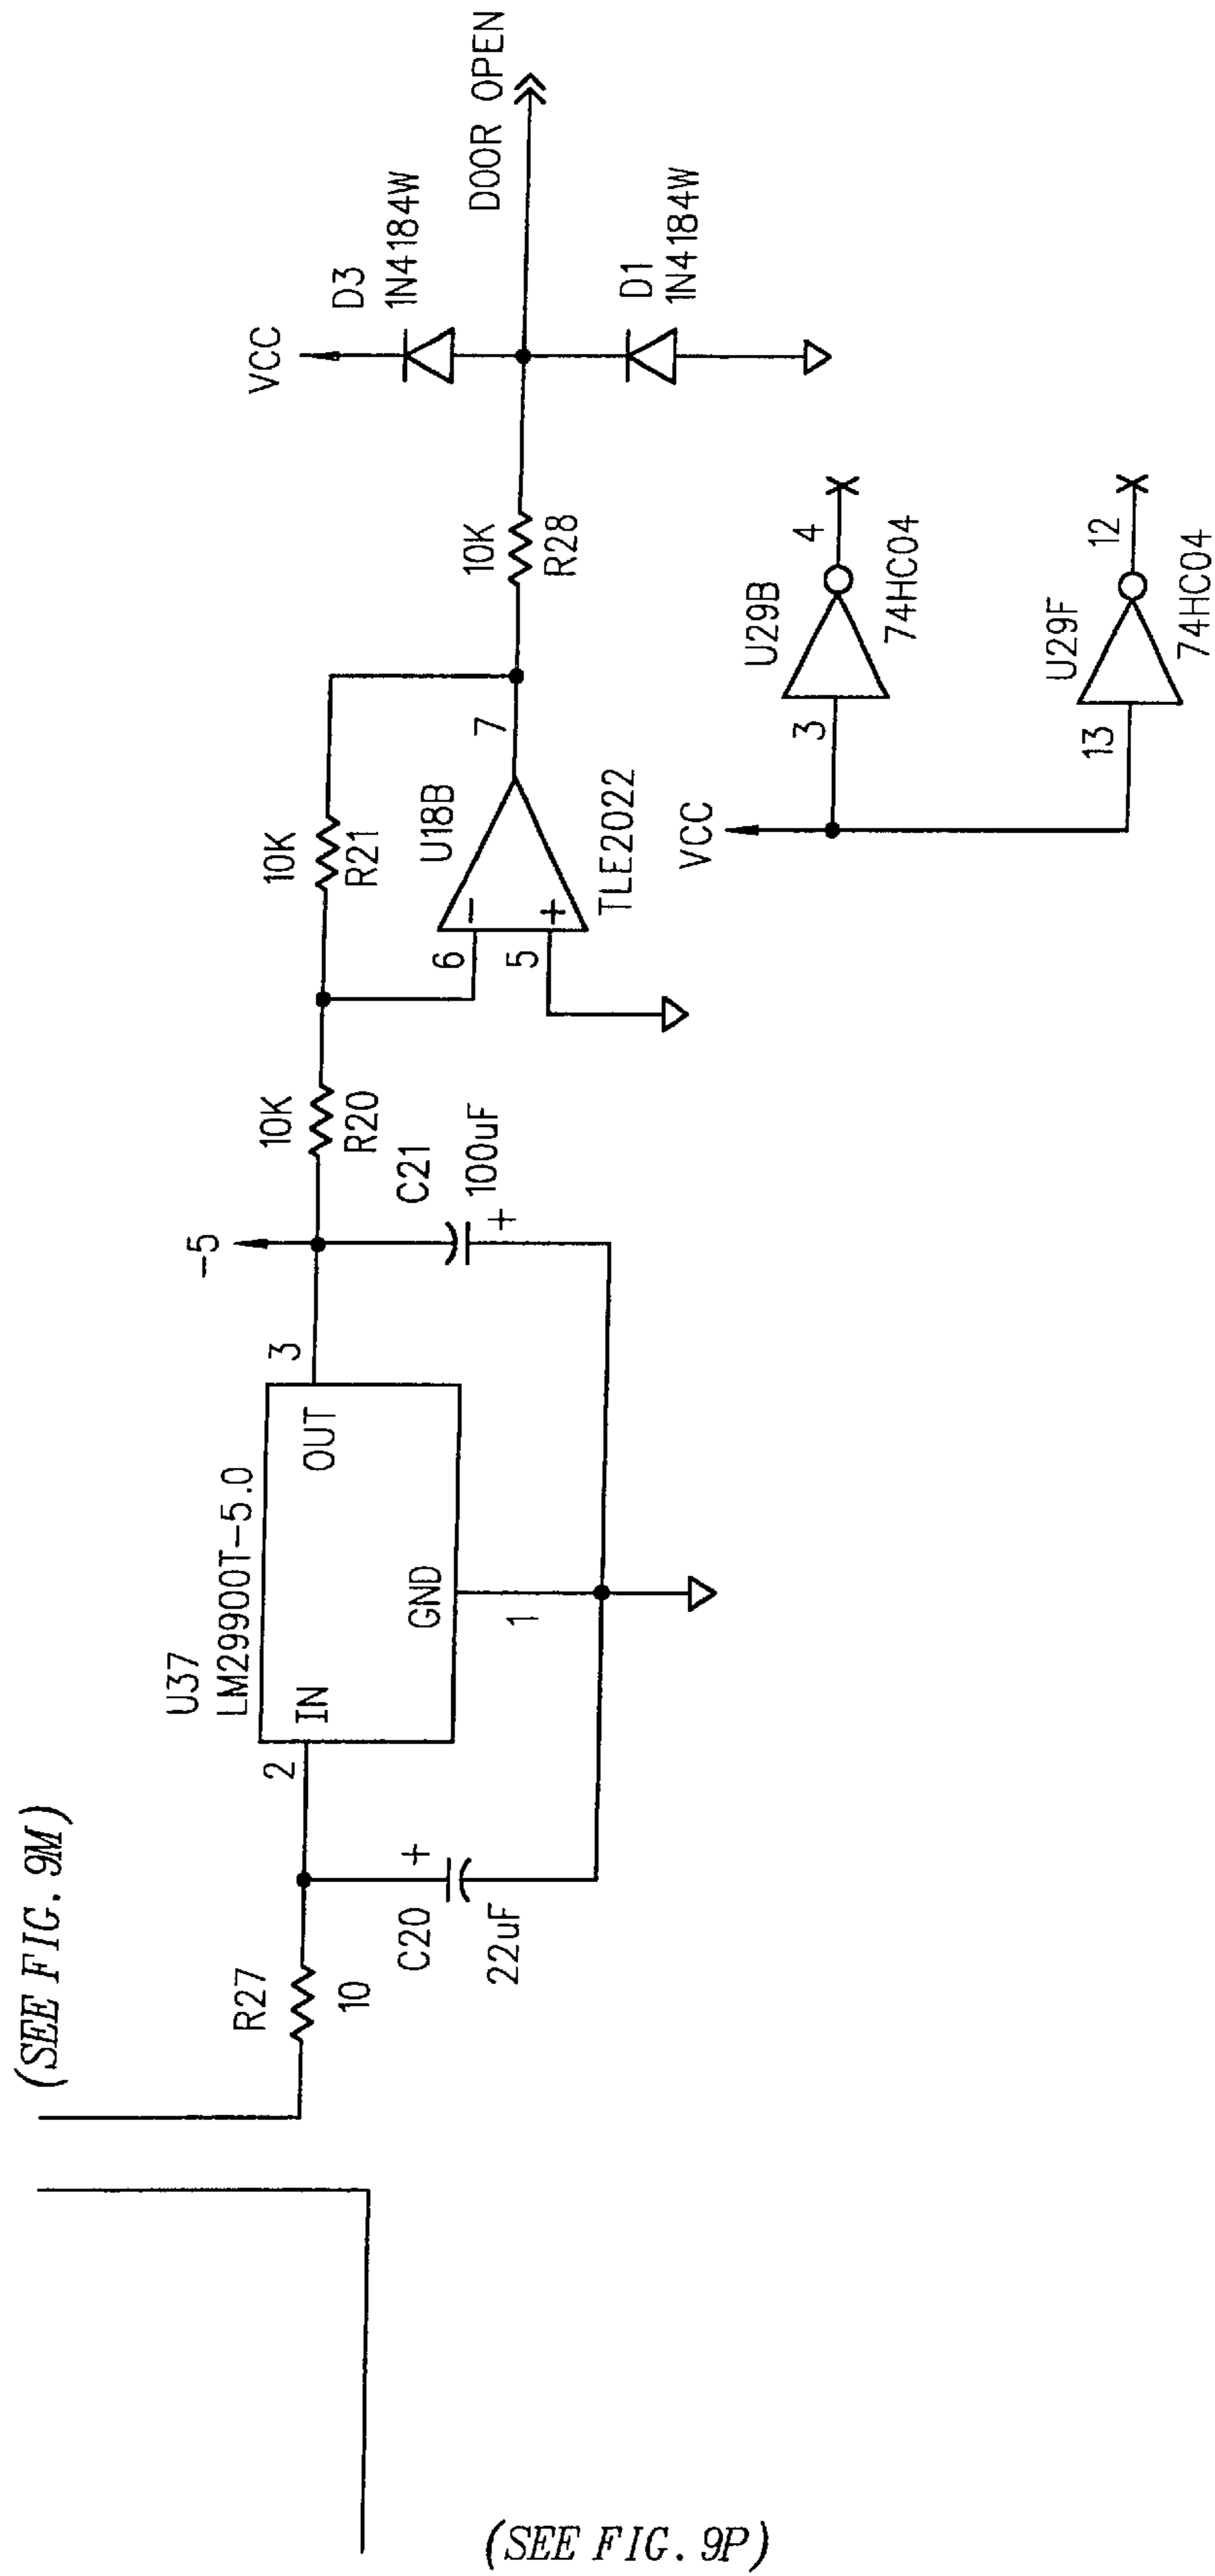 (SEE FIG. 9M)
(SEE FIG. 9P)
R27
10
C20
+
22uF
2
U37
LM29900T-5.0
IN
GND
OUT
1
3
-5
C21
100uF
+
10K
R20
10K
R21
6
5
-
+
U18B
TLE2022
7
10K
R28
VCC
D3
1N4184W
D1
1N4184W
DOOR OPEN
VCC
3
U29B
74HC04
4
13
U29F
74HC04
12